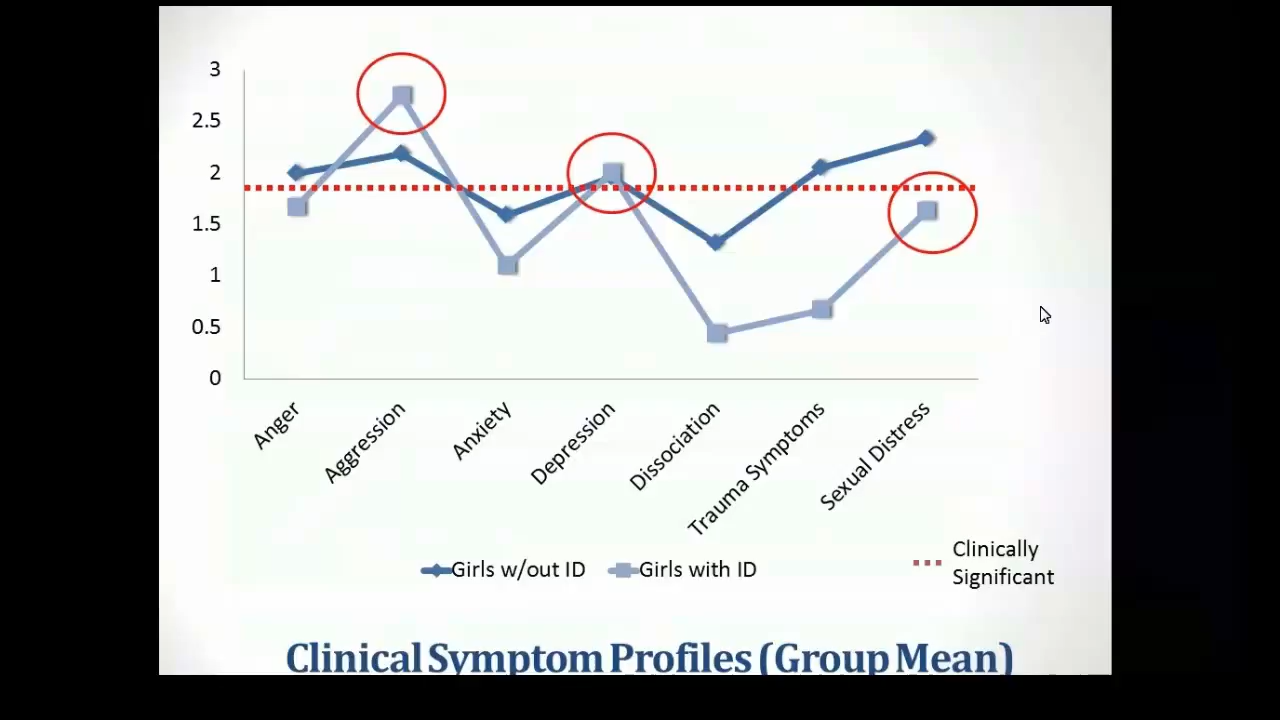 3
2.5
2
1.5
1
0.5
0
Anger
Aggression
Anxiety
Depression
Dissociation
Trauma Symptoms
Sexual Distress
Girls w/out ID
Girls with ID
Clinically
Significant
Clinical Symptom Profiles (Group Mean)